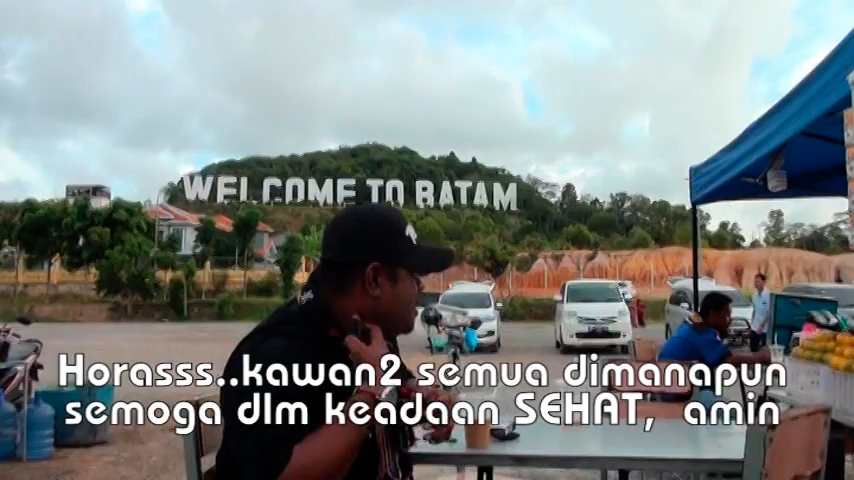 WELCOME TO BATAM
Horasss..kawan2 semua dimanapun
semoga dlm keadaan SEHAT, amin